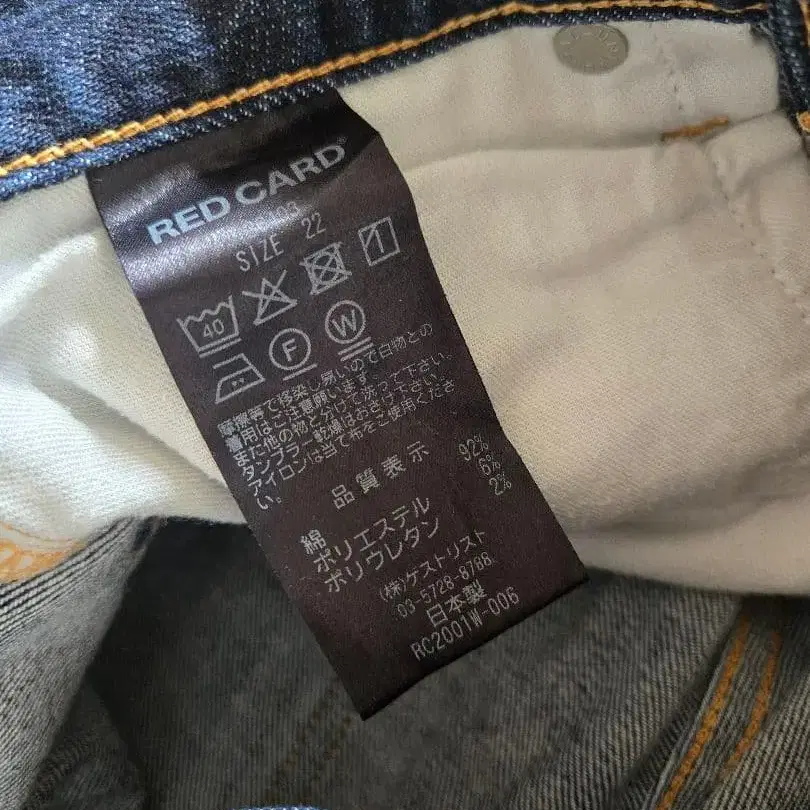 RED CARD®
SIZE 22
40
F
W
摩擦等で移染し易いので白物との
着用はご注意願います。
また他の物と分けて洗って下さい。
タンブラー乾燥はおさけ下さい。
アイロンは当て布をご使用くださ
い。
品質表示
綿 92%
ポリエステル 6%
ポリウレタン 2%
(株)ゲストリスト
03-5728-8788
日本製
RC2001W-006